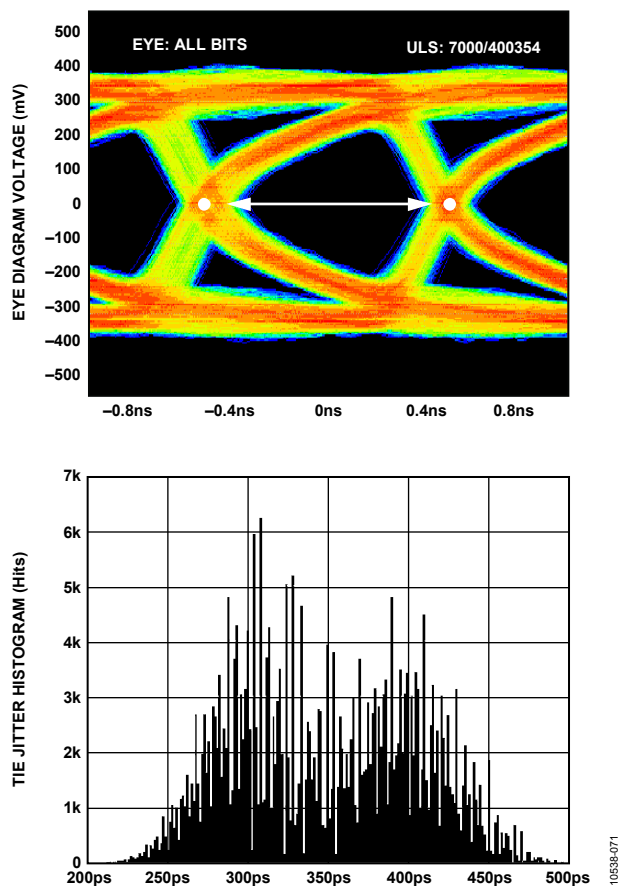 EYE DIAGRAM VOLTAGE (mV)
500
400
300
200
100
0
–100
–200
–300
–400
–500
EYE: ALL BITS
ULS: 7000/400354
–0.8ns
–0.4ns
0ns
0.4ns
0.8ns
TIE JITTER HISTOGRAM (Hits)
7k
6k
5k
4k
3k
2k
1k
0
200ps
250ps
300ps
350ps
400ps
450ps
500ps
10538-071